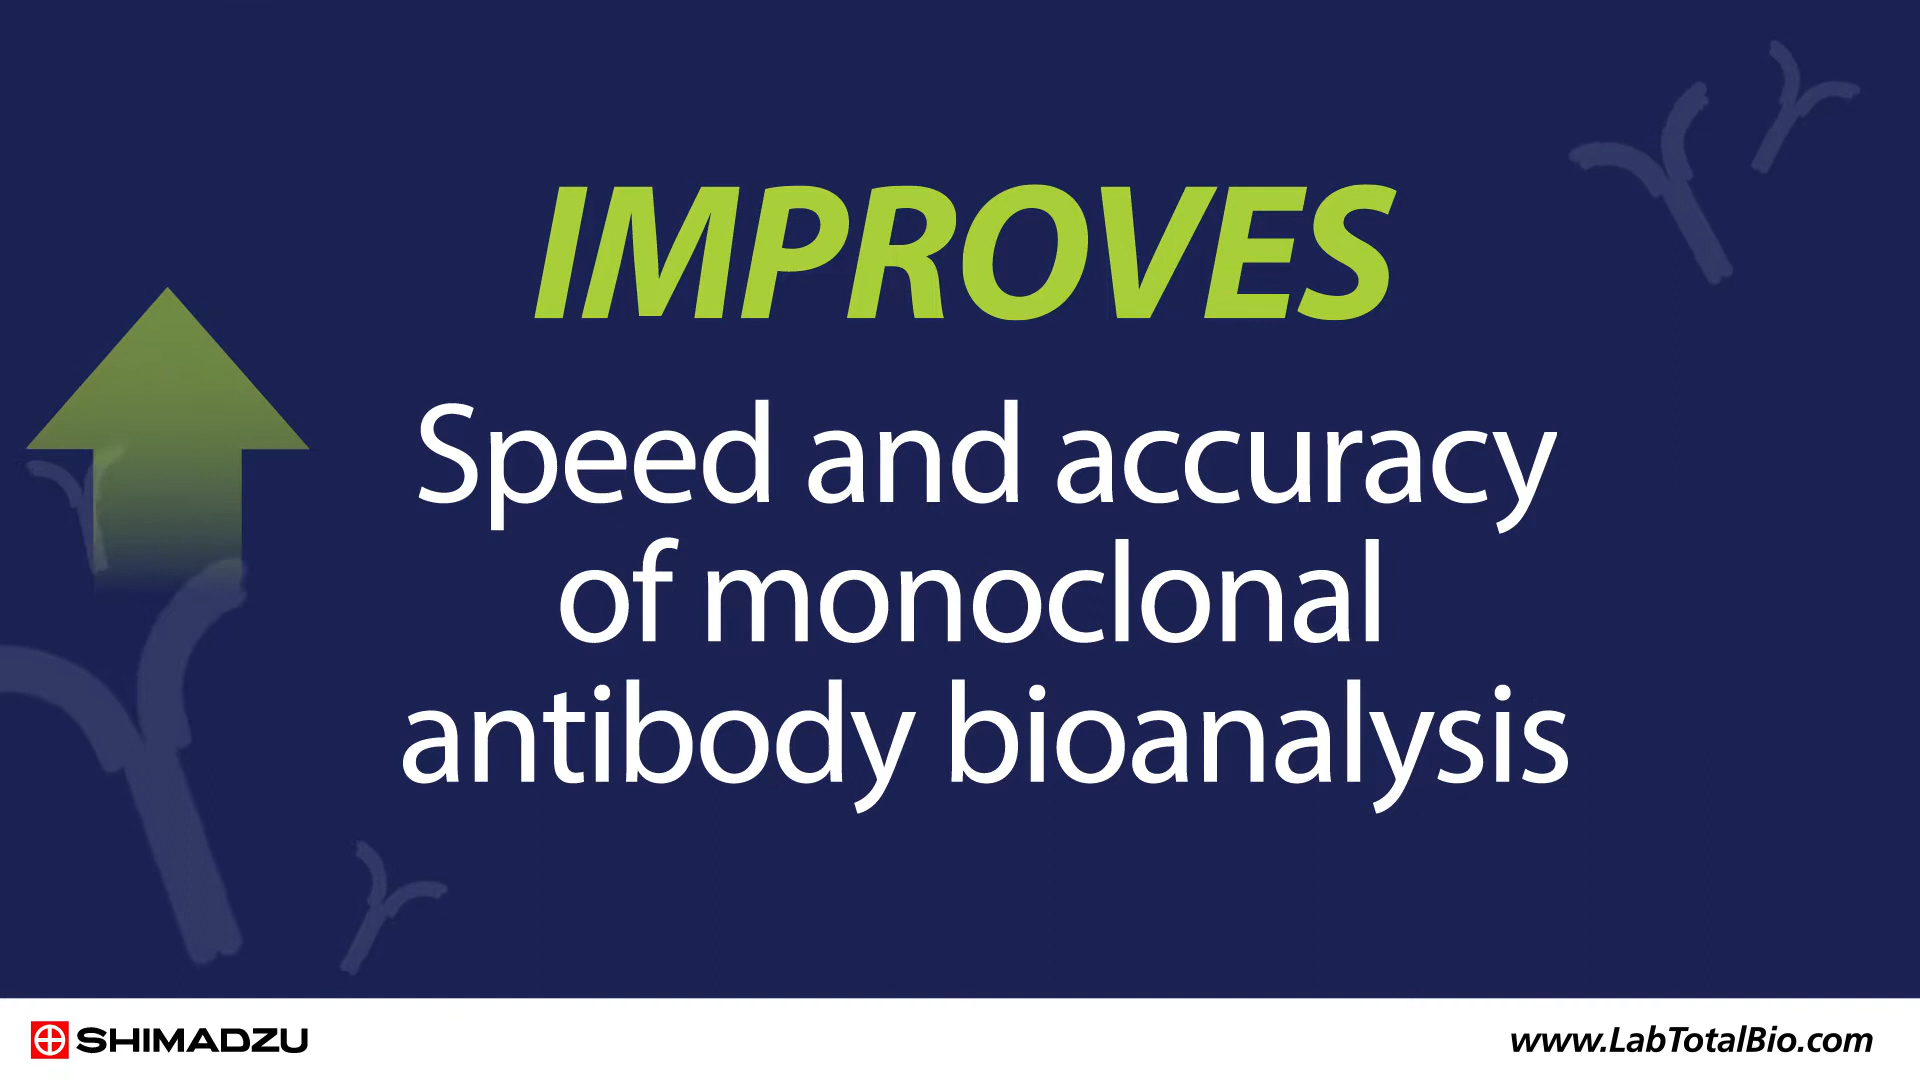 IMPROVES
Speed and accuracy
of monoclonal
antibody bioanalysis
SHIMADZU
www.LabTotalBio.com